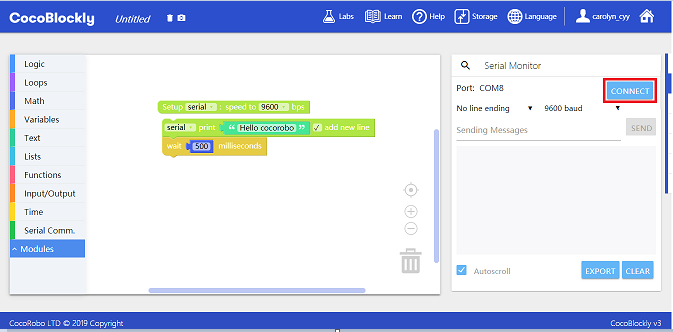 CocoBlockly Untitled Labs Learn Help Storage Language carolyn_cyy
Logic
Loops
Math
Variables
Text
Lists
Functions
Input/Output
Time
Serial Comm.
Modules
Setup serial : speed to 9600 bps
serial print “ Hello cocorobo ” ✓ add new line
wait 500 milliseconds
Serial Monitor
Port: COM8 CONNECT
No line ending 9600 baud
Sending Messages SEND
Autoscroll EXPORT CLEAR
CocoRobo LTD © 2019 Copyright CocoBlockly v3